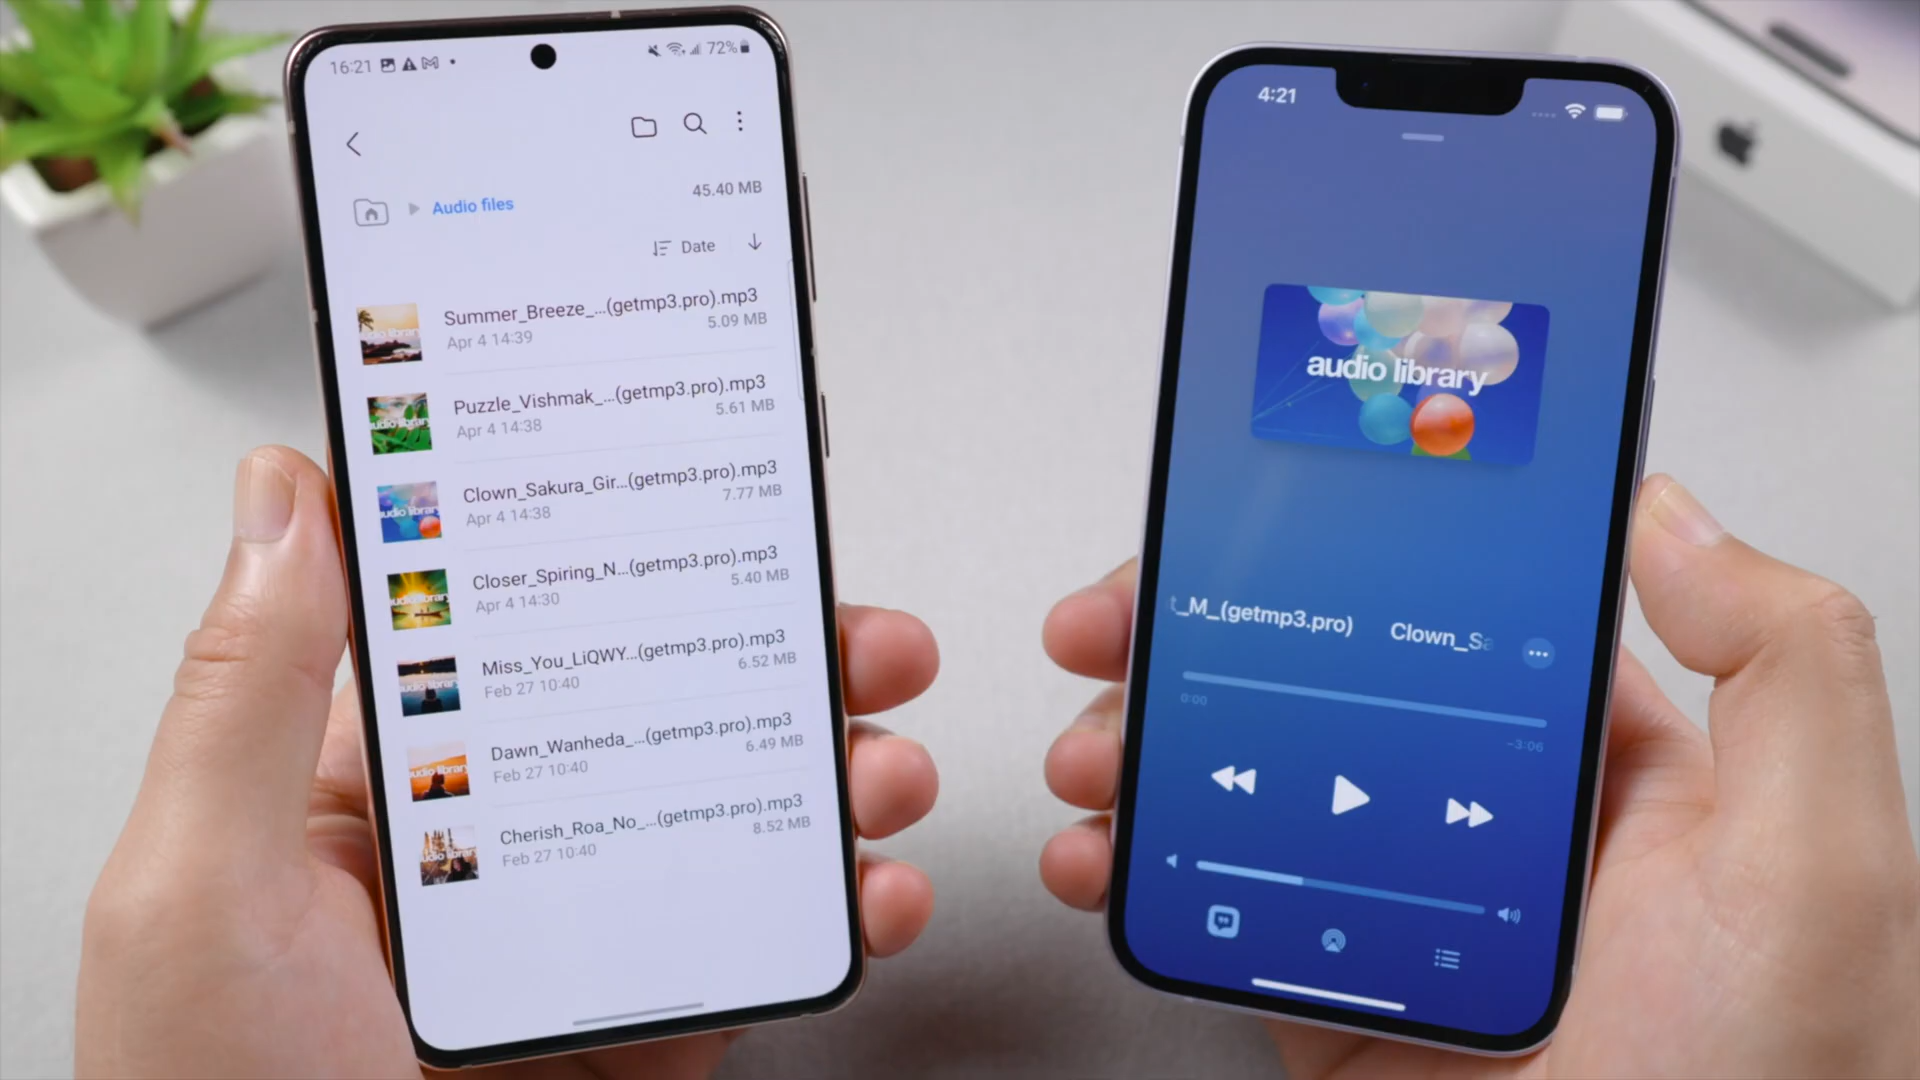 16:21
72%
Audio files
45.40 MB
Date
Summer_Breeze_...(getmp3.pro).mp3
Apr 4 14:39
5.09 MB
Puzzle_Vishmak_...(getmp3.pro).mp3
Apr 4 14:38
5.61 MB
Clown_Sakura_Gir...(getmp3.pro).mp3
Apr 4 14:38
7.77 MB
Closer_Spiring_N...(getmp3.pro).mp3
Apr 4 14:30
5.40 MB
Miss_You_LiQWY...(getmp3.pro).mp3
Feb 27 10:40
6.52 MB
Dawn_Wanheda_...(getmp3.pro).mp3
Feb 27 10:40
6.49 MB
Cherish_Roa_No_...(getmp3.pro).mp3
Feb 27 10:40
8.52 MB
4:21
audio library
t_M_(getmp3.pro) Clown_Sa
0:00
-3:06